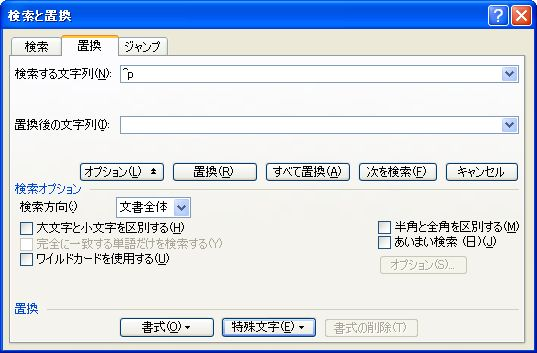 検索と置換
検索 置換 ジャンプ
検索する文字列(N): ^p
置換後の文字列(I):
オプション(L) 置換(R) すべて置換(A) 次を検索(F) キャンセル
検索オプション
検索方向(:) 文書全体
大文字と小文字を区別する(H) 半角と全角を区別する(M)
完全に一致する単語だけを検索する(Y) あいまい検索 (日)(J)
ワイルドカードを使用する(U) オプション(S)...
置換
書式(O) 特殊文字(E) 書式の削除(T)